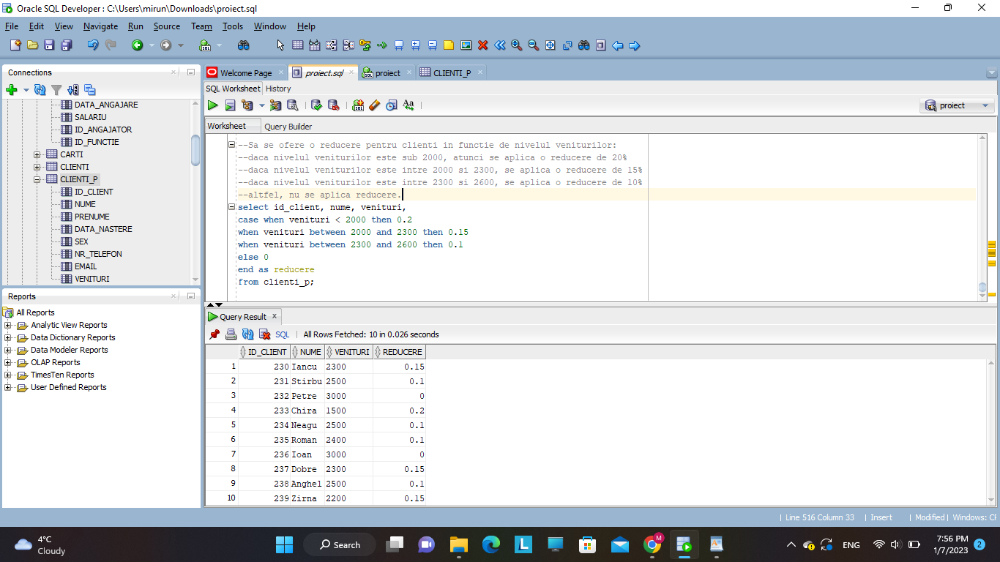 Oracle SQL Developer : C:\Users\mirun\Downloads\proiect.sql
File Edit View Navigate Run Source Team Tools Window Help
Connections
DATA_ANGAJARE
SALARIU
ID_ANGAJATOR
ID_FUNCTIE
CARTI
CLIENTI
CLIENTI_P
ID_CLIENT
NUME
PRENUME
DATA_NASTERE
SEX
NR_TELEFON
EMAIL
VENITURI
Reports
All Reports
Analytic View Reports
Data Dictionary Reports
Data Modeler Reports
OLAP Reports
TimesTen Reports
User Defined Reports
Welcome Page proiect.sql proiect CLIENTI_P
SQL Worksheet History
proiect
Worksheet Query Builder
--Sa se ofere o reducere pentru clienti in functie de nivelul veniturilor:
--daca nivelul veniturilor este sub 2000, atunci se aplica o reducere de 20%
--daca nivelul veniturilor este intre 2000 si 2300, se aplica o reducere de 15%
--daca nivelul veniturilor este intre 2300 si 2600, se aplica o reducere de 10%
--altfel, nu se aplica reducere.
select id_client, nume, venituri,
case when venituri < 2000 then 0.2
when venituri between 2000 and 2300 then 0.15
when venituri between 2300 and 2600 then 0.1
else 0
end as reducere
from clienti_p;
Query Result
SQL | All Rows Fetched: 10 in 0.026 seconds
ID_CLIENT NUME VENITURI REDUCERE
1 230 Iancu 2300 0.15
2 231 Stirbu 2500 0.1
3 232 Petre 3000 0
4 233 Chira 1500 0.2
5 234 Neagu 2500 0.1
6 235 Roman 2400 0.1
7 236 Ioan 3000 0
8 237 Dobre 2300 0.15
9 238 Anghel 2500 0.1
10 239 Zirna 2200 0.15
| Line 516 Column 33 | Insert | Modified | Windows: CF
4°C
Cloudy
Search
M
L
ENG
7:56 PM
1/7/2023
2